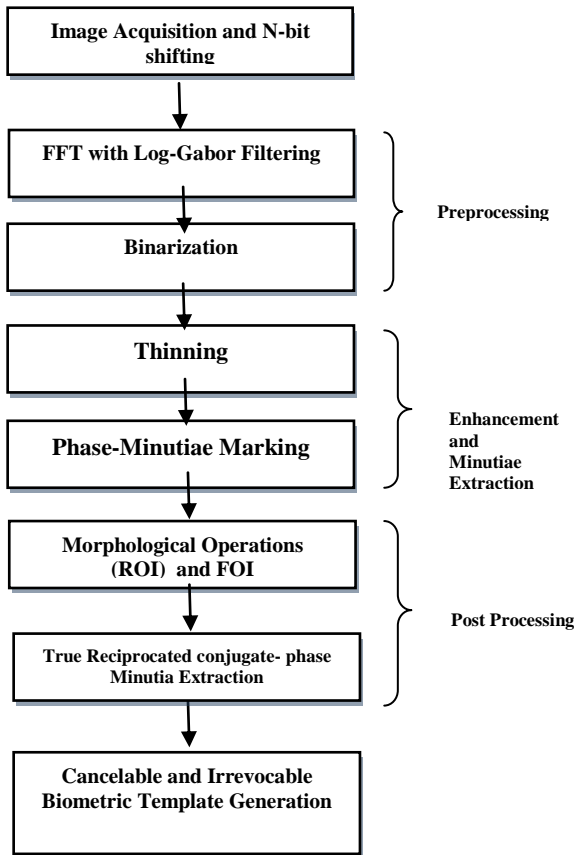 Image Acquisition and N-bit
shifting
FFT with Log-Gabor Filtering
Binarization
Preprocessing
Thinning
Phase-Minutiae Marking
Enhancement
and
Minutiae
Extraction
Morphological Operations
(ROI) and FOI
True Reciprocated conjugate- phase
Minutia Extraction
Post Processing
Cancelable and Irrevocable
Biometric Template Generation